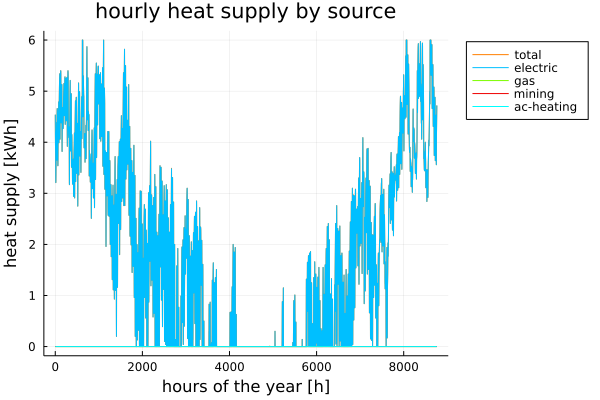 hourly heat supply by source
heat supply [kWh]
6
5
4
3
2
1
0
0
2000
4000
6000
8000
hours of the year [h]
total
electric
gas
mining
ac-heating